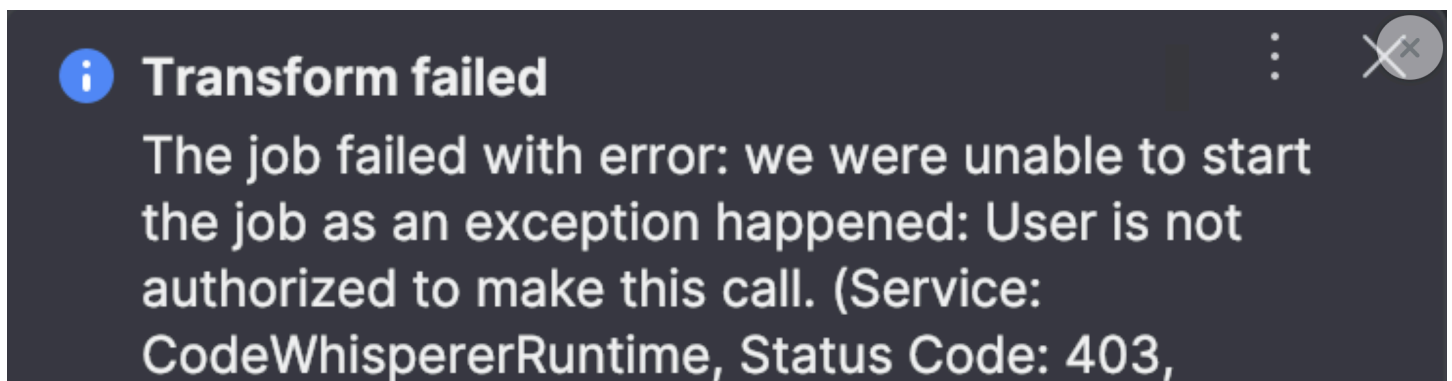 Transform failed
The job failed with error: we were unable to start
the job as an exception happened: User is not
authorized to make this call. (Service:
CodeWhispererRuntime, Status Code: 403,